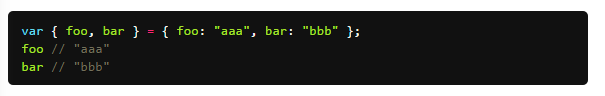 var { foo, bar } = { foo: "aaa", bar: "bbb" };
foo // "aaa"
bar // "bbb"